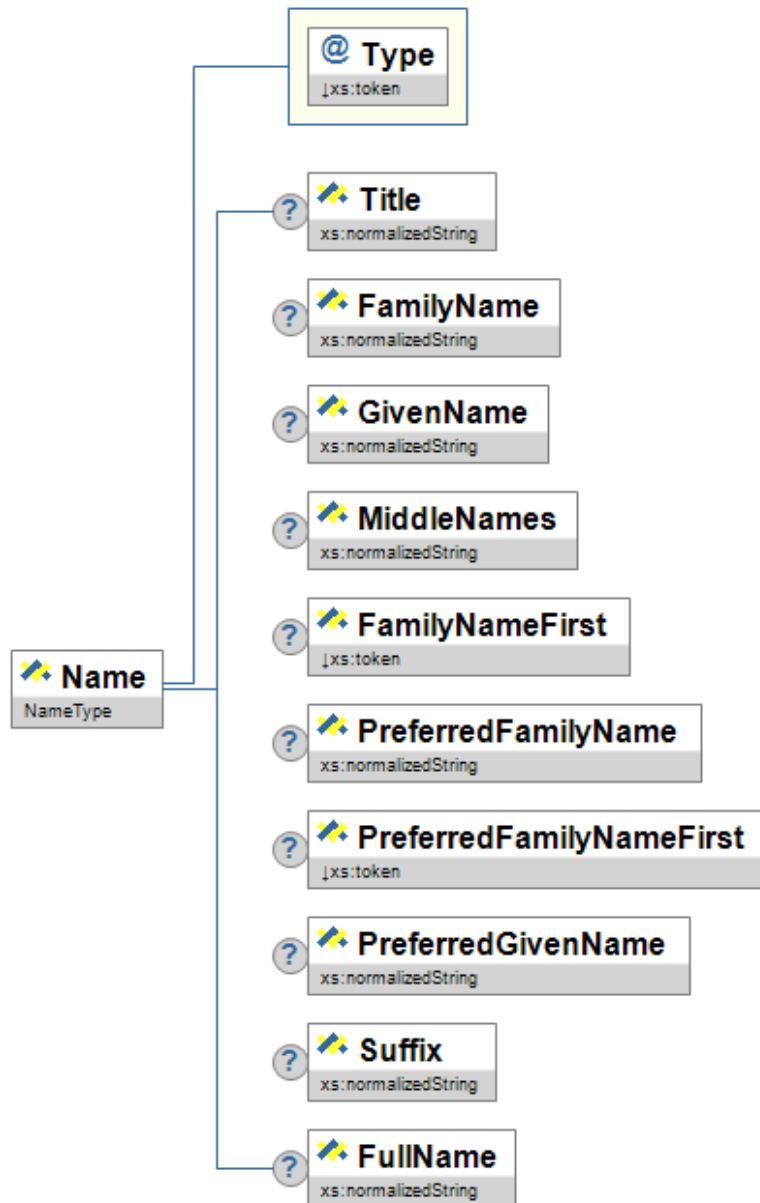 @ Type
↓xs:token
? Title
xs:normalizedString
? FamilyName
xs:normalizedString
? GivenName
xs:normalizedString
? MiddleNames
xs:normalizedString
? FamilyNameFirst
↓xs:token
Name
NameType
? PreferredFamilyName
xs:normalizedString
? PreferredFamilyNameFirst
↓xs:token
? PreferredGivenName
xs:normalizedString
? Suffix
xs:normalizedString
? FullName
xs:normalizedString